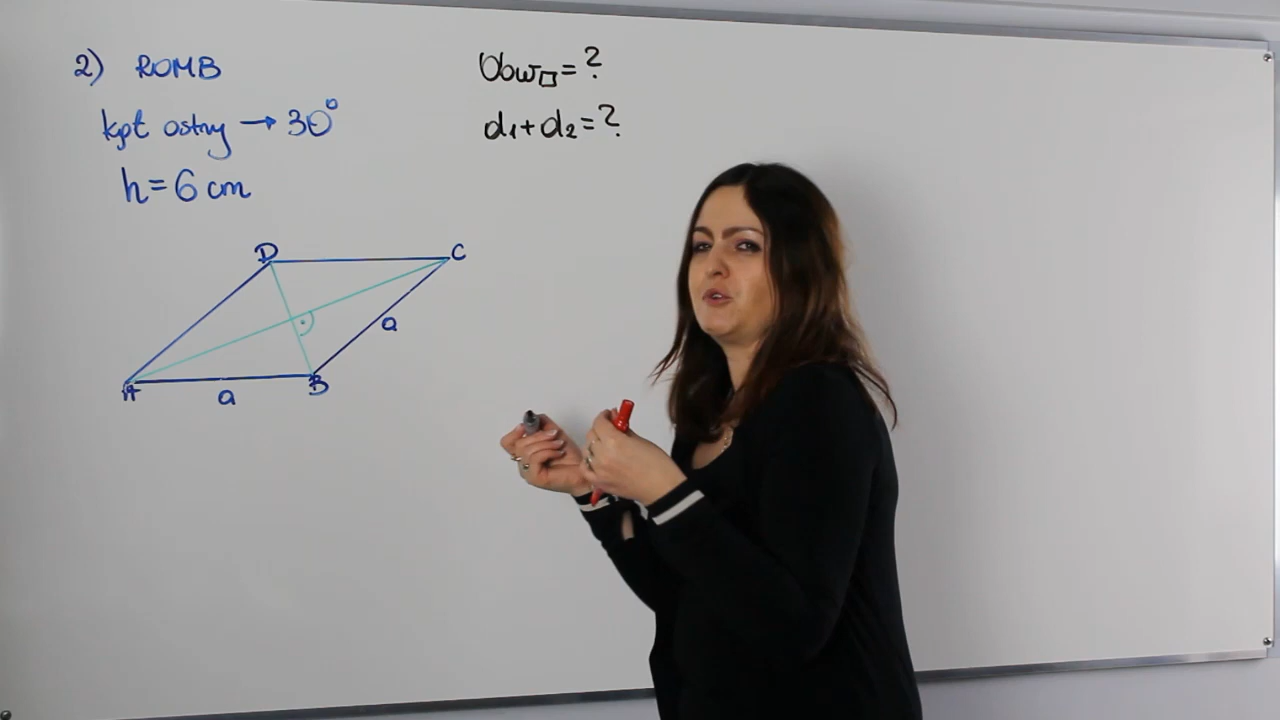 2) ROMB
kąt ostry → 30°
h = 6 cm
Obw▱ = ?
d₁ + d₂ = ?
D
C
a
A
a
B